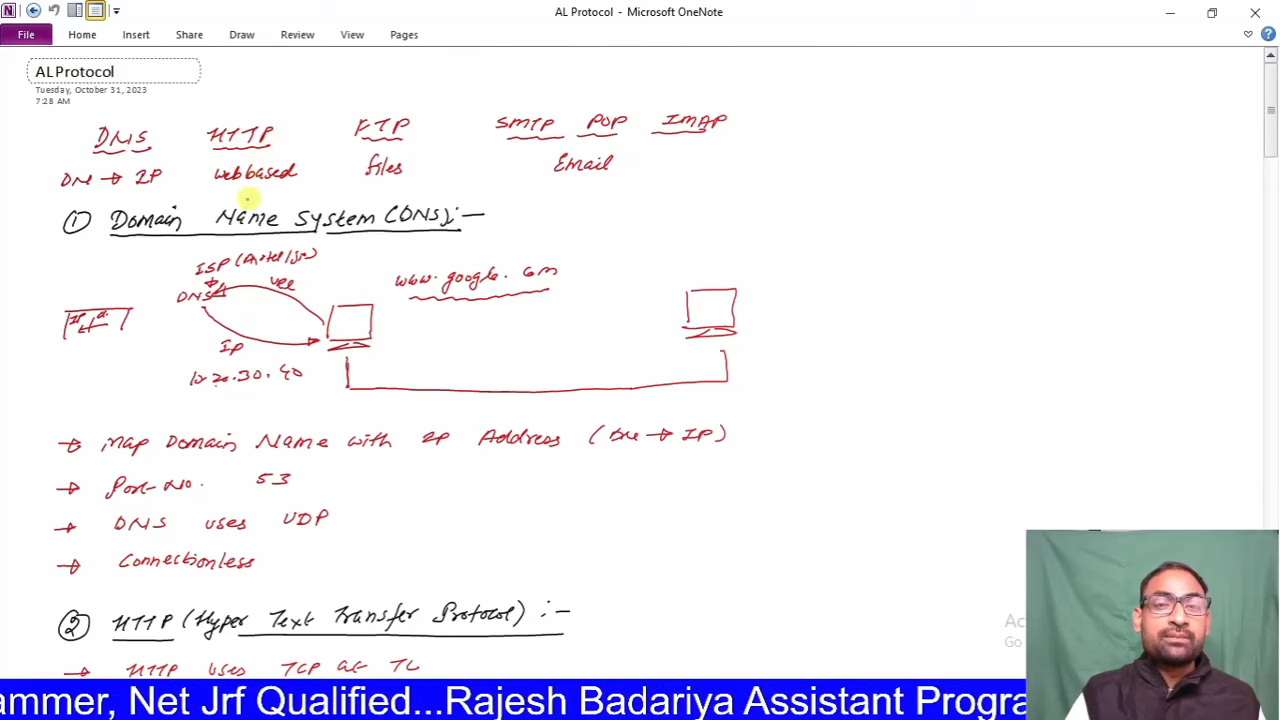 AL Protocol - Microsoft OneNote
File Home Insert Share Draw Review View Pages
AL Protocol
Tuesday, October 31, 2023
7:28 AM
DNS HTTP FTP SMTP POP IMAP
DN → IP web based files Email
① Domain Name System (DNS):-
ISP (Airtel/Jio)
DNS URL www.google.com
IP
IP
10.20.30.40
→ Map Domain Name with IP Address (DN → IP)
→ Port-No. 53
→ DNS uses UDP
→ Connectionless
② HTTP (Hyper Text Transfer Protocol) :-
→ HTTP uses TCP at TL
Ac
Go
ammer, Net Jrf Qualified...Rajesh Badariya Assistant Progra